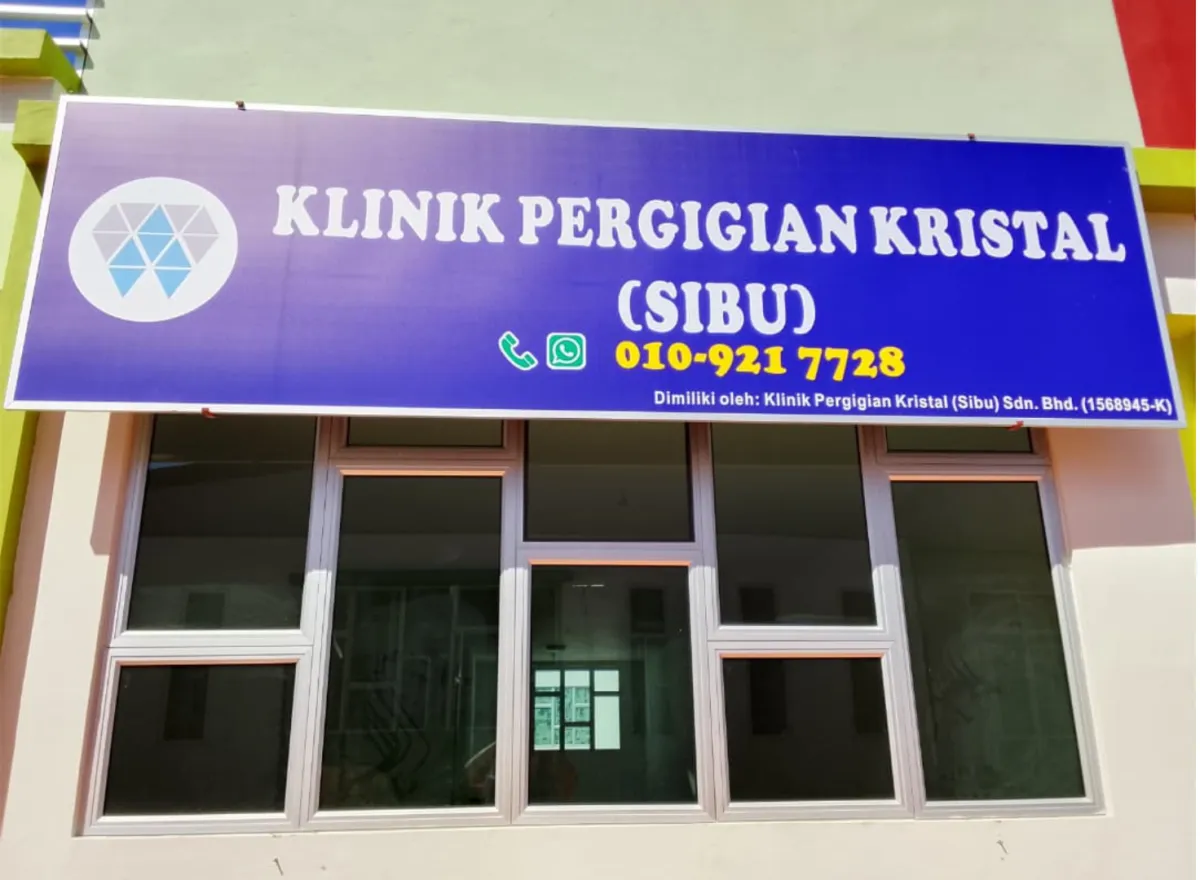 KLINIK PERGIGIAN KRISTAL
(SIBU)
010-921 7728
Dimiliki oleh: Klinik Pergigian Kristal (Sibu) Sdn. Bhd. (1568945-K)